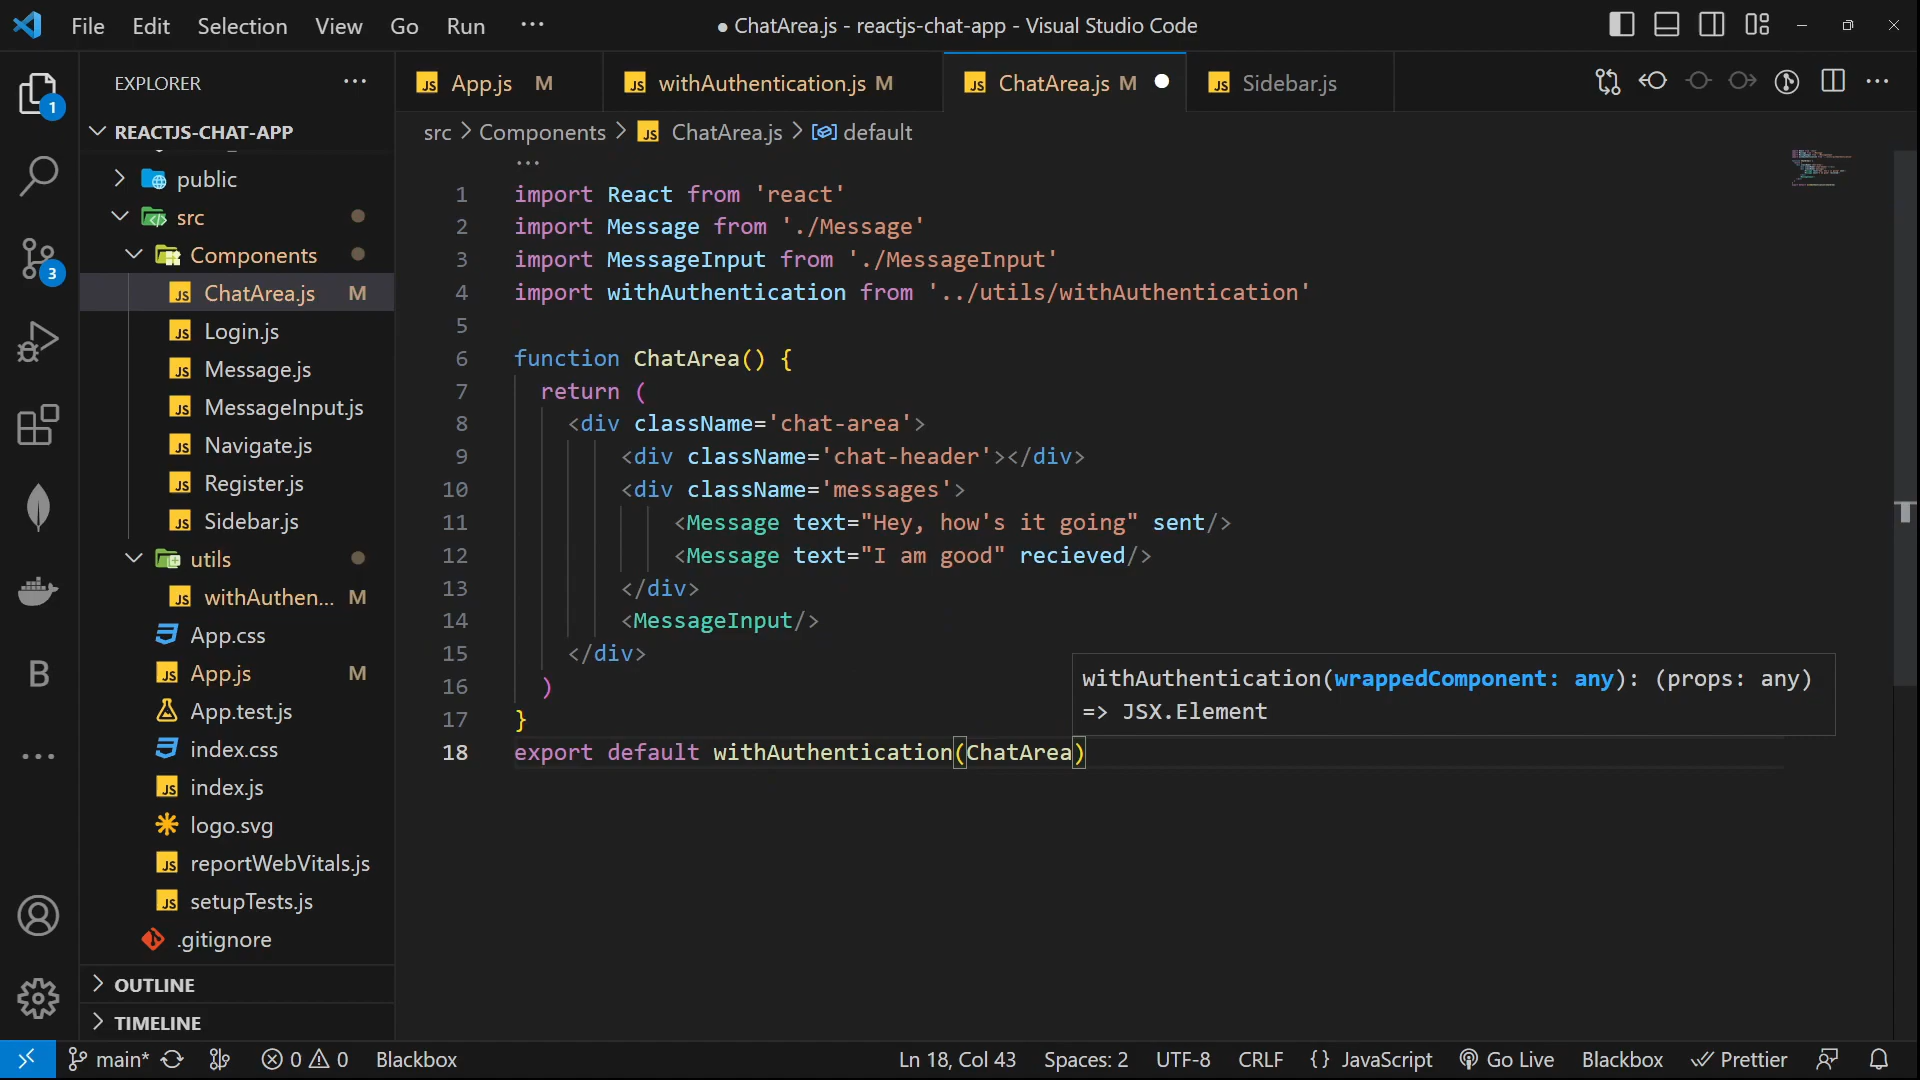 File Edit Selection View Go Run ···
● ChatArea.js - reactjs-chat-app - Visual Studio Code
EXPLORER ···
1
3
REACTJS-CHAT-APP
public
src
Components
ChatArea.js M
Login.js
Message.js
MessageInput.js
Navigate.js
Register.js
Sidebar.js
utils
withAuthen... M
App.css
App.js M
App.test.js
index.css
index.js
logo.svg
reportWebVitals.js
setupTests.js
.gitignore
OUTLINE
TIMELINE
B
App.js M
withAuthentication.js M
ChatArea.js M ●
Sidebar.js
src > Components > JS ChatArea.js > default
···
1 import React from 'react'
2 import Message from './Message'
3 import MessageInput from './MessageInput'
4 import withAuthentication from '../utils/withAuthentication'
5
6 function ChatArea() {
7 return (
8 <div className='chat-area'>
9 <div className='chat-header'></div>
10 <div className='messages'>
11 <Message text="Hey, how's it going" sent/>
12 <Message text="I am good" recieved/>
13 </div>
14 <MessageInput/>
15 </div>
16 )
17 }
18 export default withAuthentication(ChatArea)
withAuthentication(wrappedComponent: any): (props: any)
=> JSX.Element
main* 0 0 Blackbox
Ln 18, Col 43 Spaces: 2 UTF-8 CRLF {} JavaScript Go Live Blackbox Prettier